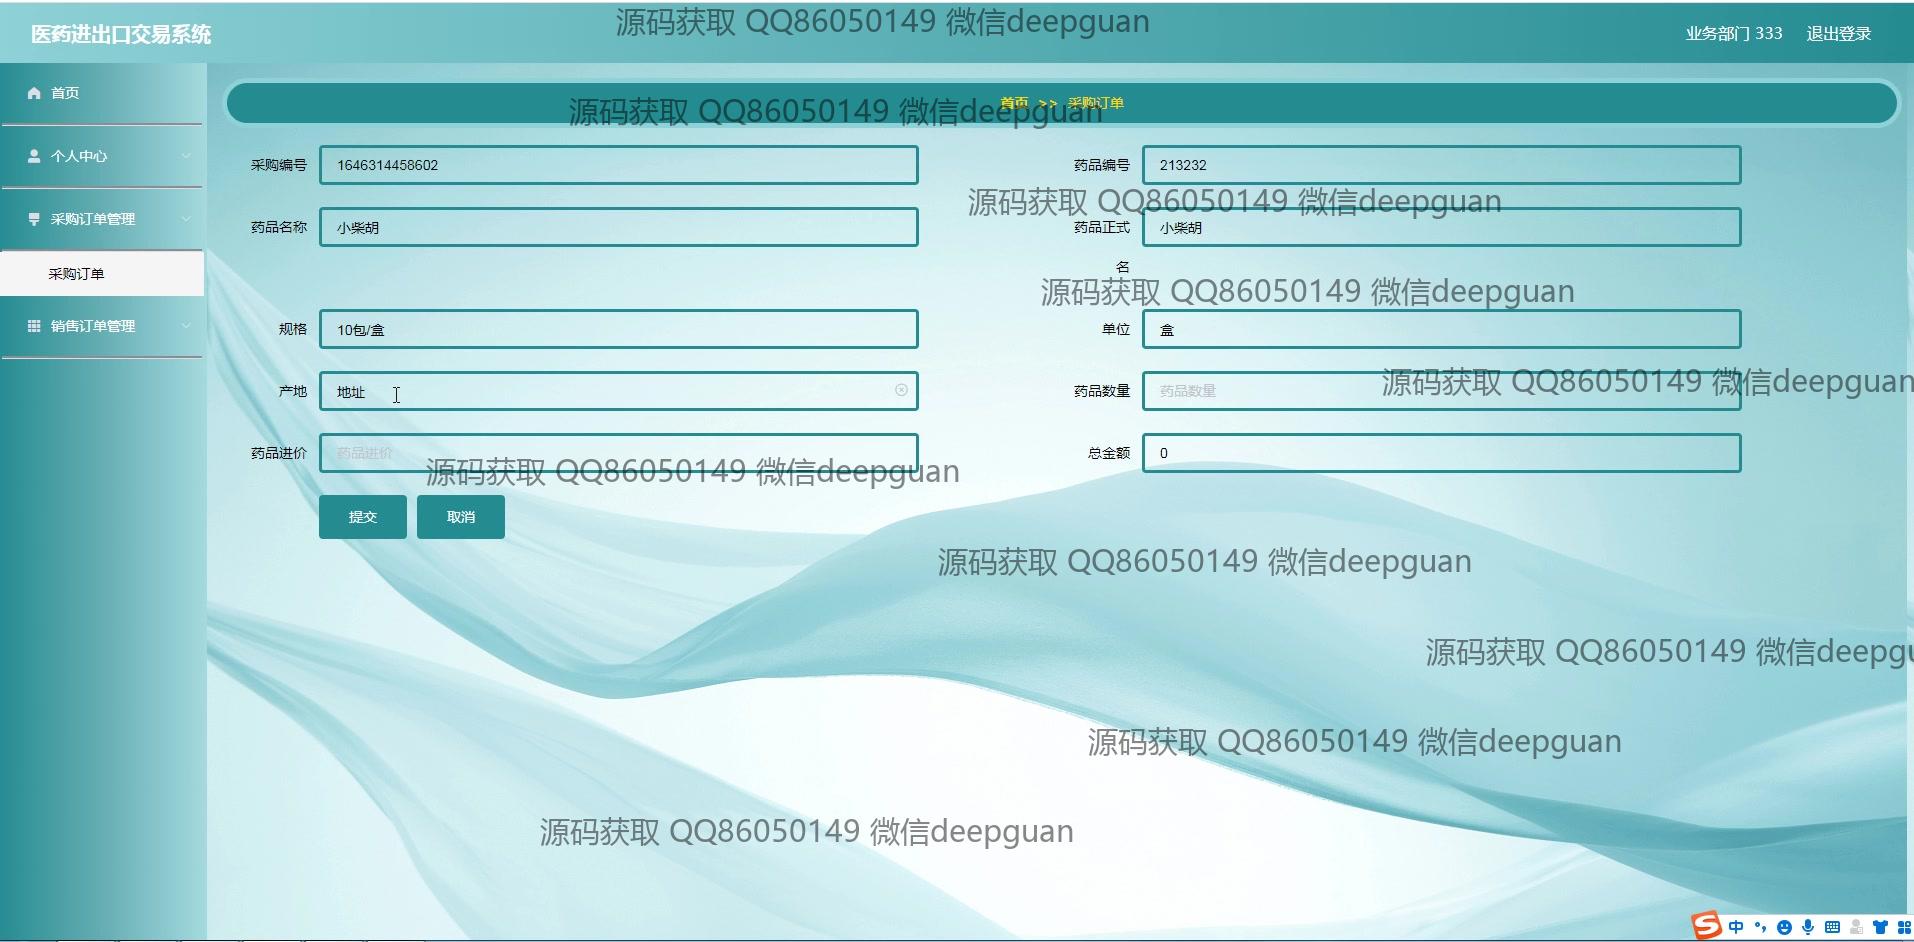 源码获取 QQ86050149 微信deepguan
医药进出口交易系统
业务部门 333 退出登录
首页
首页 >> 采购订单
源码获取 QQ86050149 微信deepguan
个人中心
采购编号 1646314458602 药品编号 213232
源码获取 QQ86050149 微信deepguan
采购订单管理
药品名称 小柴胡 药品正式名 小柴胡
采购订单
源码获取 QQ86050149 微信deepguan
销售订单管理
规格 10包/盒 单位 盒
源码获取 QQ86050149 微信deepguan
产地 地址 药品数量 药品数量
药品进价 药品进价 总金额 0
源码获取 QQ86050149 微信deepguan
提交 取消
源码获取 QQ86050149 微信deepguan
源码获取 QQ86050149 微信deepgu
源码获取 QQ86050149 微信deepguan
源码获取 QQ86050149 微信deepguan
S 中